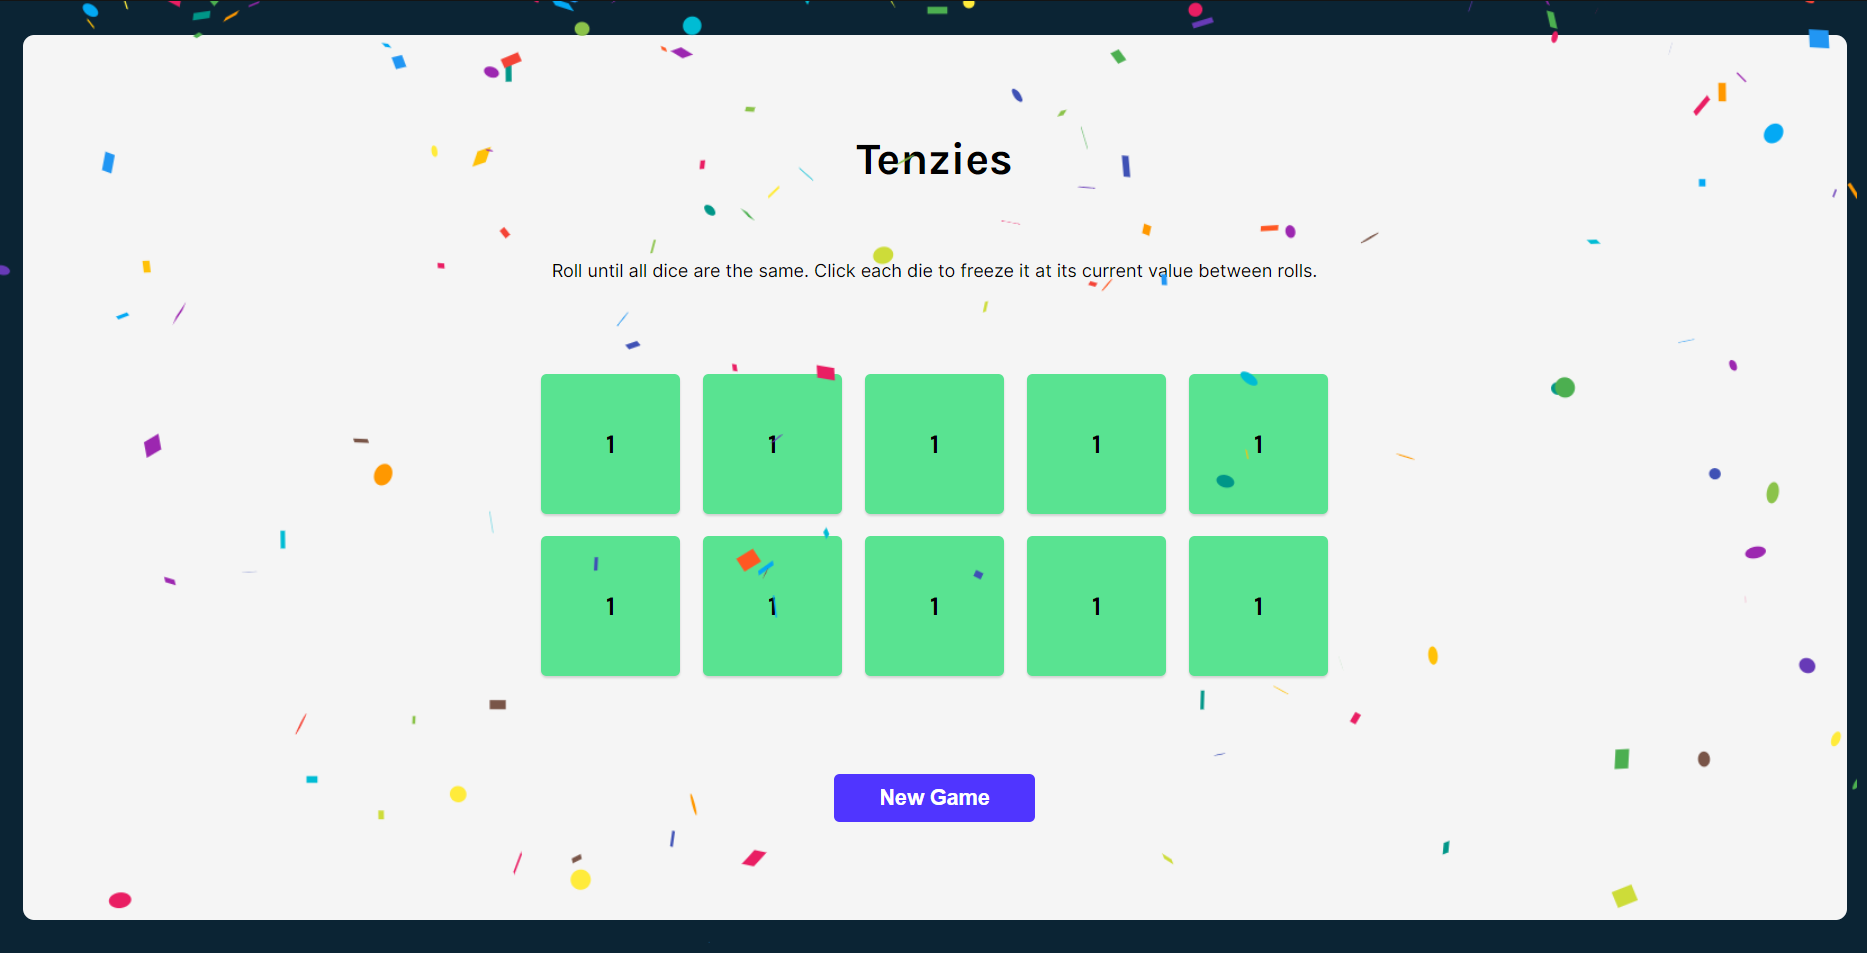 Tenzies
Roll until all dice are the same. Click each die to freeze it at its current value between rolls.
1 1 1 1 1
1 1 1 1 1
New Game